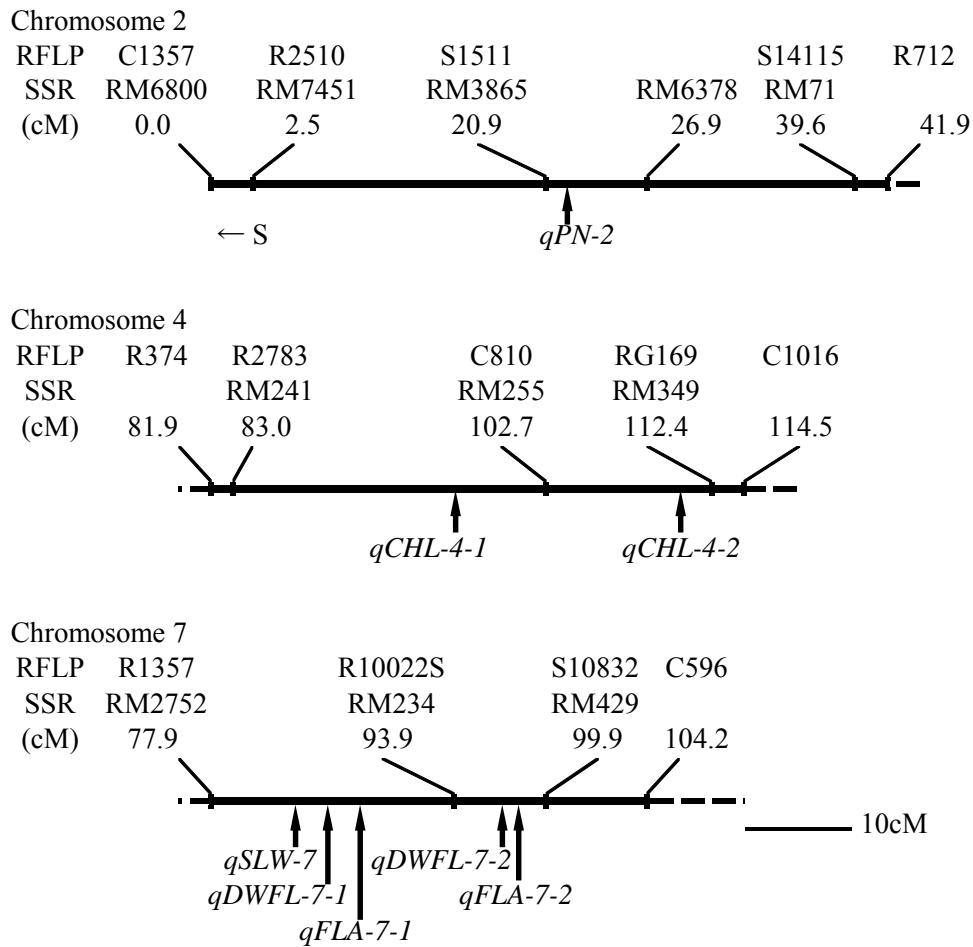 Chromosome 2
RFLP C1357 R2510 S1511 S14115 R712
SSR RM6800 RM7451 RM3865 RM6378 RM71
(cM) 0.0 2.5 20.9 26.9 39.6 41.9
← S
qPN-2
Chromosome 4
RFLP R374 R2783 C810 RG169 C1016
SSR RM241 RM255 RM349
(cM) 81.9 83.0 102.7 112.4 114.5
qCHL-4-1 qCHL-4-2
Chromosome 7
RFLP R1357 R10022S S10832 C596
SSR RM2752 RM234 RM429
(cM) 77.9 93.9 99.9 104.2
10cM
qSLW-7 qDWFL-7-2
qDWFL-7-1 qFLA-7-2
qFLA-7-1